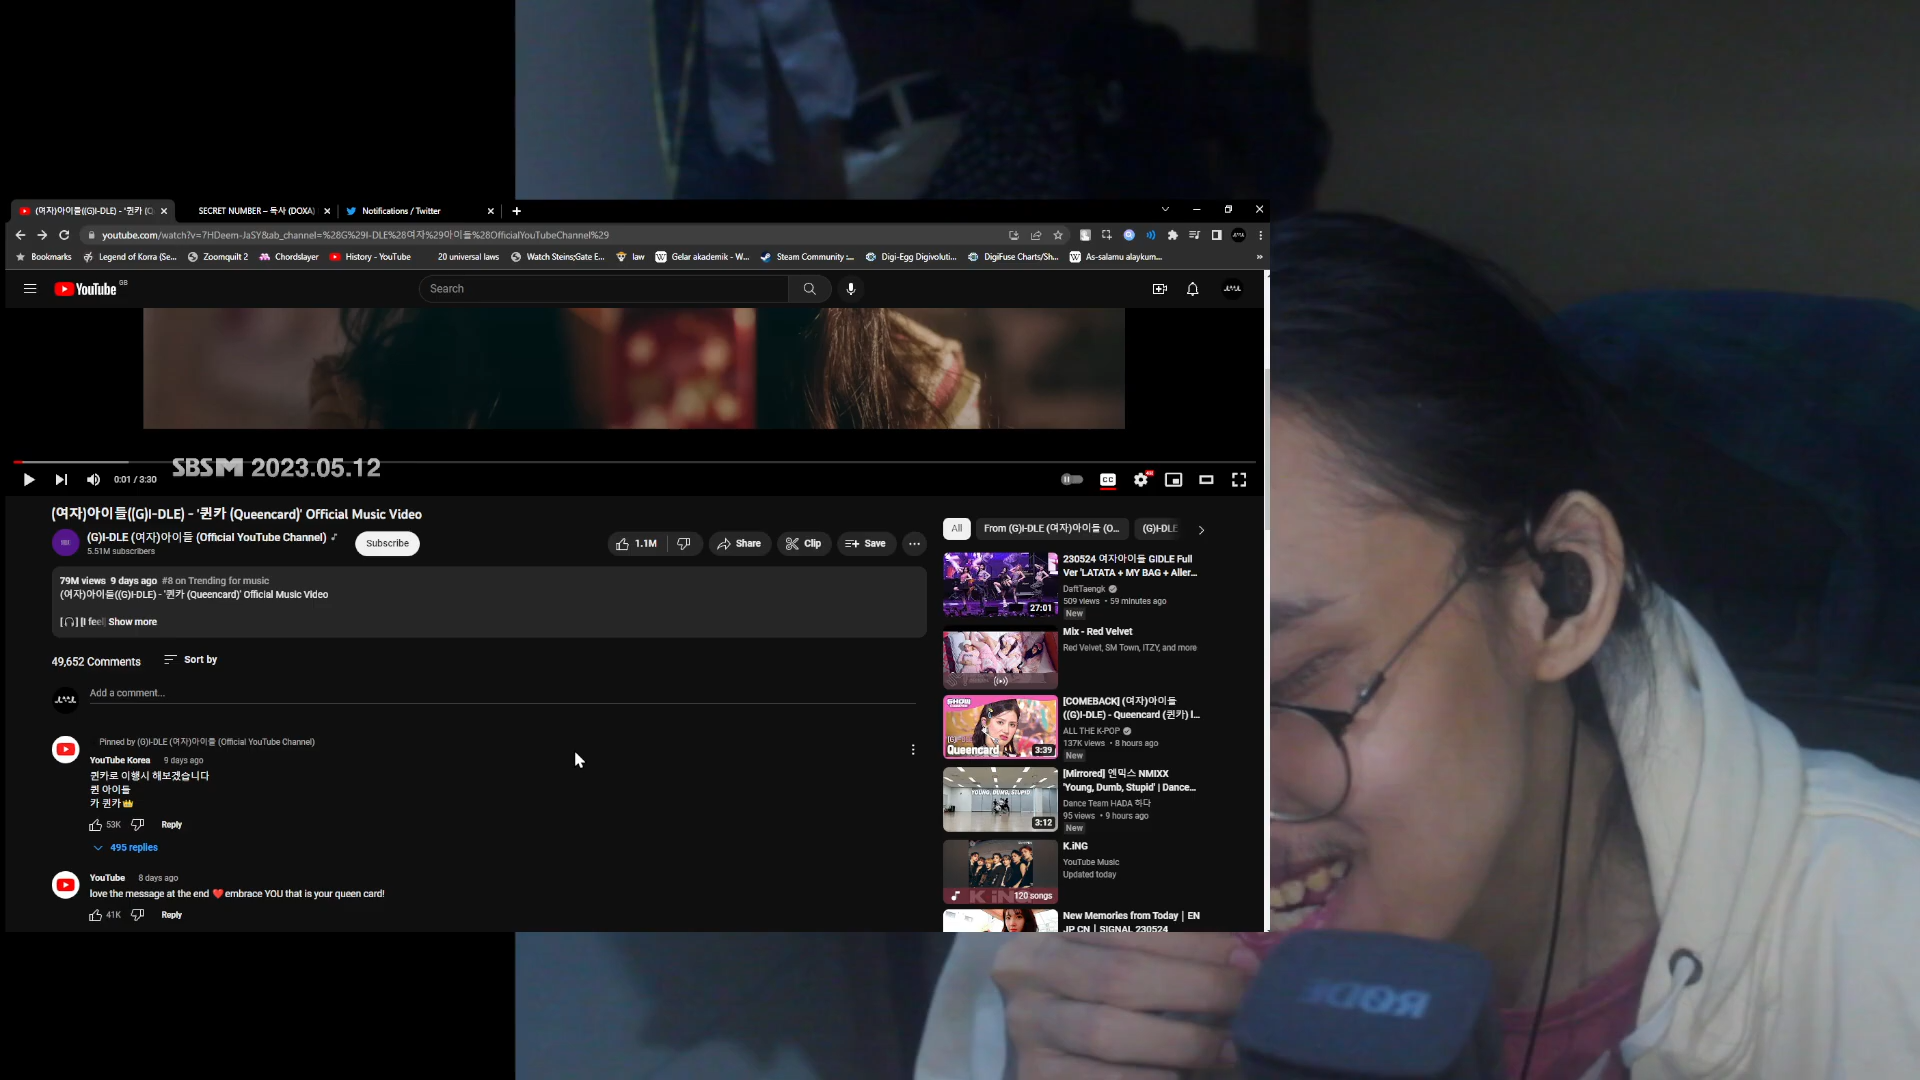 (여자)아이들((G)I-DLE) - '퀸카 (Q
SECRET NUMBER – 독사 (DOXA)
Notifications / Twitter
youtube.com/watch?v=7HDeem-JaSY&ab_channel=%28G%29I-DLE%28여자%29아이들%28OfficialYouTubeChannel%29
Bookmarks
Legend of Korra (Se...
Zoomquilt 2
Chordslayer
History - YouTube
20 universal laws
Watch Steins;Gate E...
law
Gelar akademik - W...
Steam Community :...
Digi-Egg Digivoluti...
DigiFuse Charts/Sh...
As-salamu alaykum...
YouTube GB
Search
SBS M 2023.05.12
0:01 / 3:30
CC
(여자)아이들((G)I-DLE) - '퀸카 (Queencard)' Official Music Video
(G)I-DLE (여자)아이들 (Official YouTube Channel)
5.51M subscribers
Subscribe
1.1M
Share
Clip
Save
79M views 9 days ago #8 on Trending for music
(여자)아이들((G)I-DLE) - '퀸카 (Queencard)' Official Music Video
[🎧] [I feel Show more
49,652 Comments
Sort by
Add a comment...
Pinned by (G)I-DLE (여자)아이들 (Official YouTube Channel)
YouTube Korea 9 days ago
퀸카로 이행시 해보겠습니다
퀸 아이들
카 퀸카👑
53K
Reply
495 replies
YouTube 8 days ago
love the message at the end ❤️embrace YOU that is your queen card!
41K
Reply
All
From (G)I-DLE (여자)아이들 (O...
(G)I-DLE
27:01
230524 여자아이들 GIDLE Full
Ver 'LATATA + MY BAG + Aller...
DaftTaengk
509 views • 59 minutes ago
New
Mix - Red Velvet
Red Velvet, SM Town, ITZY, and more
SHOW
Queencard
3:39
[COMEBACK] (여자)아이들
((G)I-DLE) - Queencard (퀸카) l...
ALL THE K-POP
137K views • 8 hours ago
New
YOUNG, DUMB, STUPID
3:12
[Mirrored] 엔믹스 NMIXX
'Young, Dumb, Stupid' | Dance...
Dance Team HADA 하다
95 views • 9 hours ago
New
K.iNG
120 songs
K.iNG
YouTube Music
Updated today
New Memories from Today | EN
JP CN | SIGNAL 230524
RODE